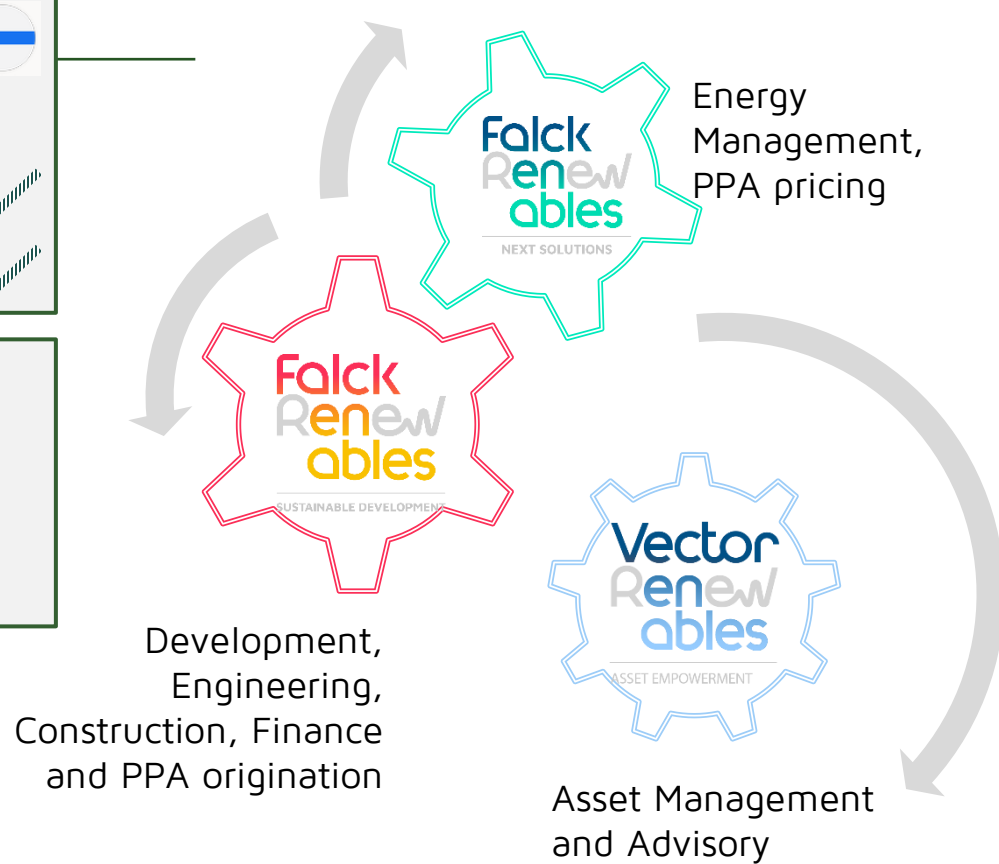 Falck
Renew
ables
NEXT SOLUTIONS
Energy
Management,
PPA pricing
Falck
Renew
ables
SUSTAINABLE DEVELOPMENT
Development,
Engineering,
Construction, Finance
and PPA origination
Vector
Renew
ables
ASSET EMPOWERMENT
Asset Management
and Advisory